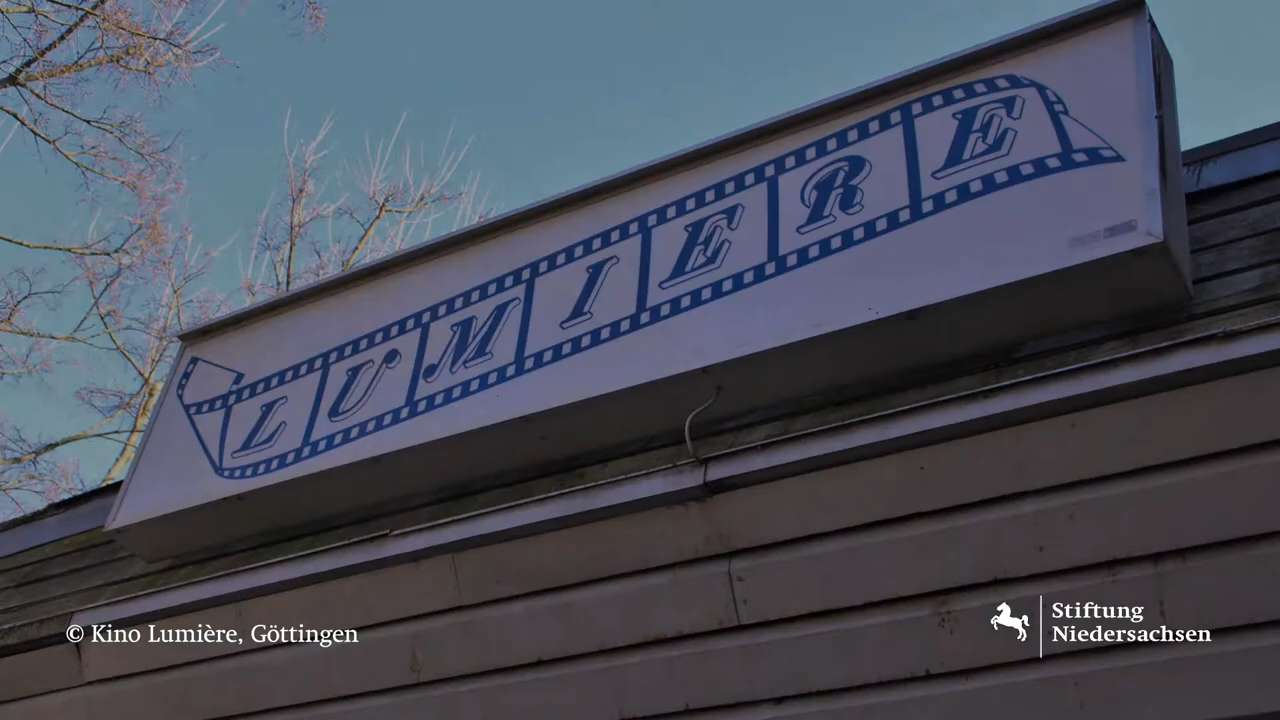 LUMIERE
© Kino Lumière, Göttingen
Stiftung
Niedersachsen